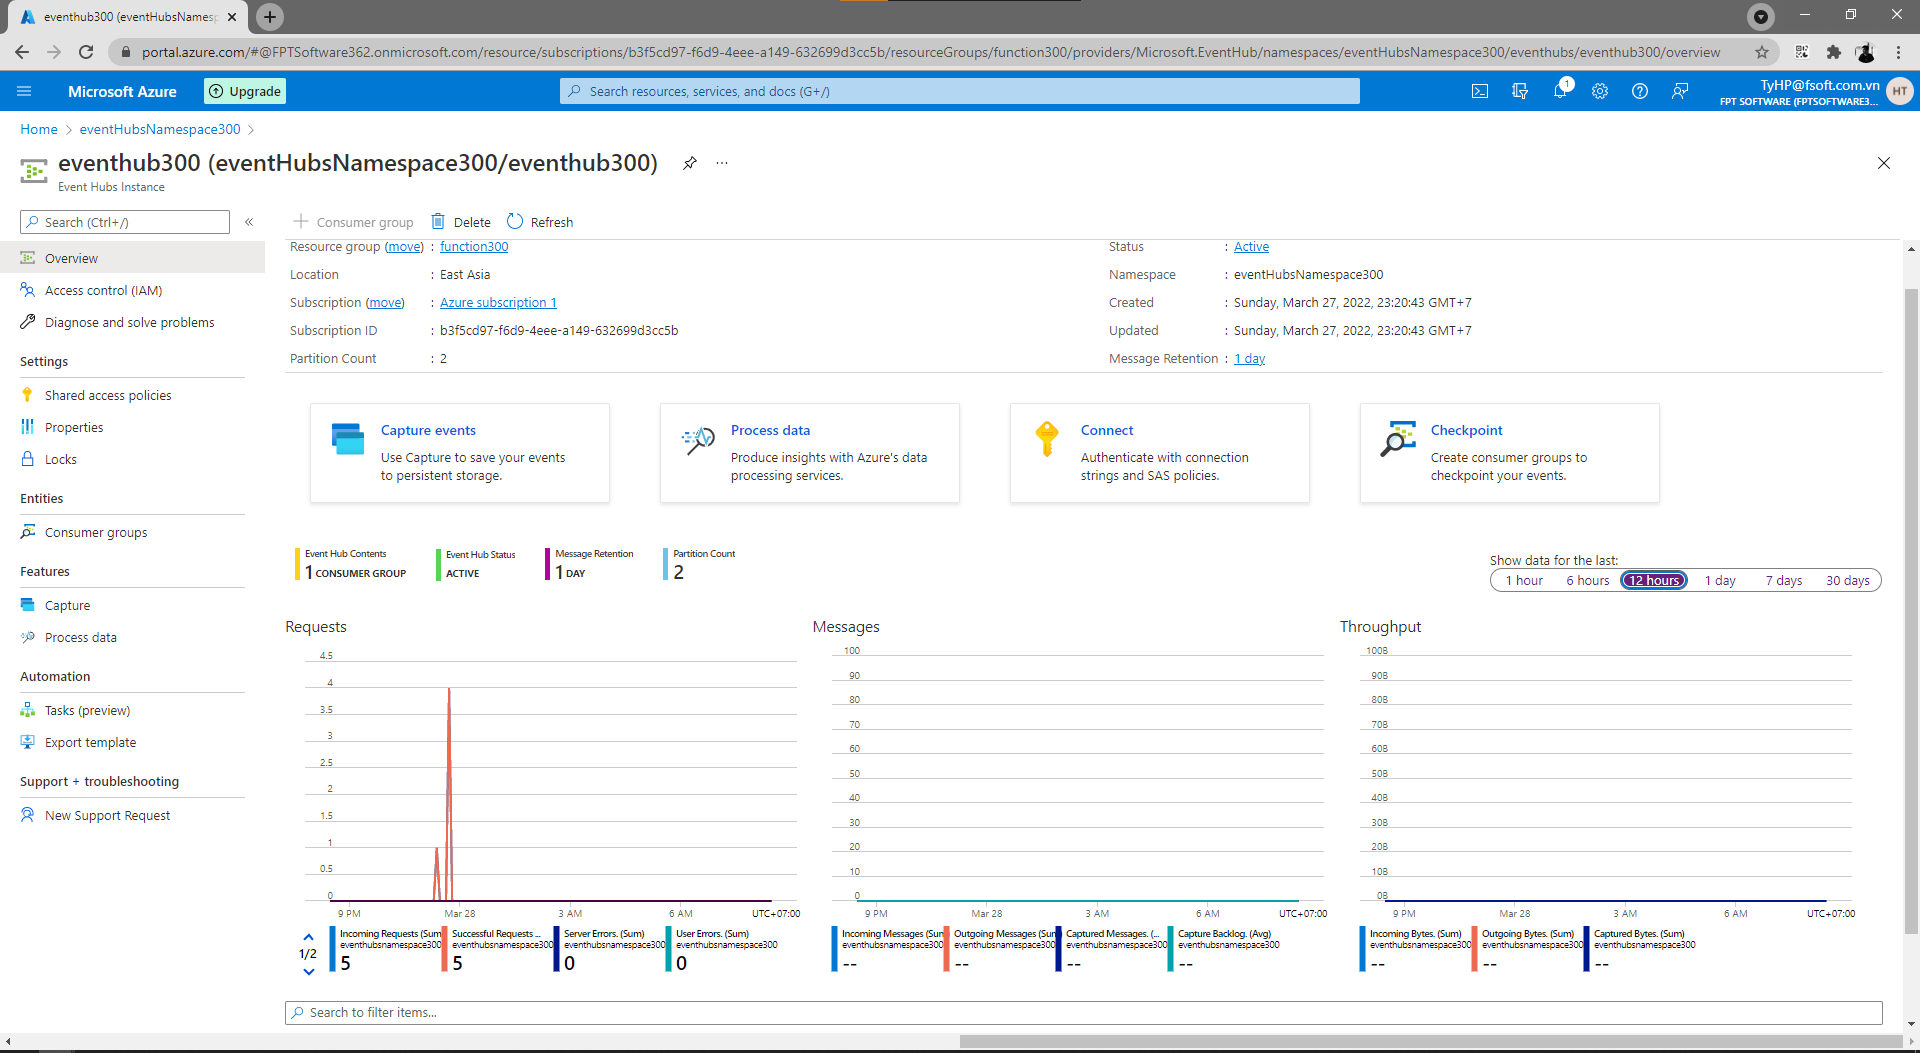 eventhub300 (eventHubsNames
portal.azure.com/#@FPTSoftware362.onmicrosoft.com/resource/subscriptions/b3f5cd97-f6d9-4eee-a149-632699d3cc5b/resourceGroups/function300/providers/Microsoft.EventHub/namespaces/eventHubsNamespace300/eventhubs/eventhub300/overview
Microsoft Azure
Upgrade
Search resources, services, and docs (G+/)
1
TyHP@fsoft.com.vn
FPT SOFTWARE (FPTSOFTWARE3...
HT
Home > eventHubsNamespace300 >
eventhub300 (eventHubsNamespace300/eventhub300)
...
Event Hubs Instance
Search (Ctrl+/)
«
Overview
Access control (IAM)
Diagnose and solve problems
Settings
Shared access policies
Properties
Locks
Entities
Consumer groups
Features
Capture
Process data
Automation
Tasks (preview)
Export template
Support + troubleshooting
New Support Request
Consumer group
Delete
Refresh
Resource group (move) : function300
Location : East Asia
Subscription (move) : Azure subscription 1
Subscription ID : b3f5cd97-f6d9-4eee-a149-632699d3cc5b
Partition Count : 2
Status : Active
Namespace : eventHubsNamespace300
Created : Sunday, March 27, 2022, 23:20:43 GMT+7
Updated : Sunday, March 27, 2022, 23:20:43 GMT+7
Message Retention : 1 day
Capture events
Use Capture to save your events
to persistent storage.
Process data
Produce insights with Azure's data
processing services.
Connect
Authenticate with connection
strings and SAS policies.
Checkpoint
Create consumer groups to
checkpoint your events.
Event Hub Contents
1 CONSUMER GROUP
Event Hub Status
ACTIVE
Message Retention
1 DAY
Partition Count
2
Show data for the last:
1 hour
6 hours
12 hours
1 day
7 days
30 days
Requests
4.5
4
3.5
3
2.5
2
1.5
1
0.5
0
9 PM
Mar 28
3 AM
6 AM
UTC+07:00
1/2
Incoming Requests (Sum
eventhubsnamespace300
5
Successful Requests ...
eventhubsnamespace300
5
Server Errors. (Sum)
eventhubsnamespace300
0
User Errors. (Sum)
eventhubsnamespace300
0
Messages
100
90
80
70
60
50
40
30
20
10
0
9 PM
Mar 28
3 AM
6 AM
UTC+07:00
Incoming Messages (Sum
eventhubsnamespace300
--
Outgoing Messages (Sum
eventhubsnamespace300
--
Captured Messages. (...
eventhubsnamespace300
--
Capture Backlog. (Avg)
eventhubsnamespace300
--
Throughput
100B
90B
80B
70B
60B
50B
40B
30B
20B
10B
0B
9 PM
Mar 28
3 AM
6 AM
UTC+07:00
Incoming Bytes. (Sum)
eventhubsnamespace300
--
Outgoing Bytes. (Sum)
eventhubsnamespace300
--
Captured Bytes. (Sum)
eventhubsnamespace300
--
Search to filter items...